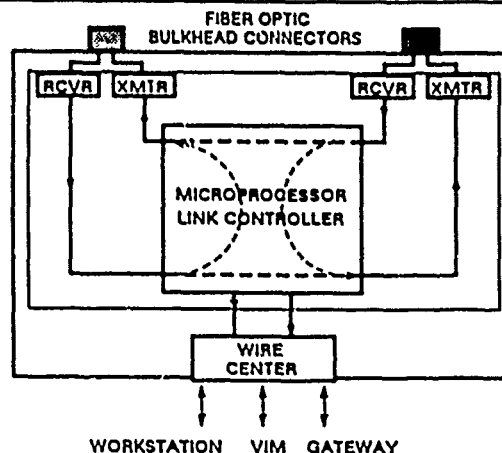 FIBER OPTIC
BULKHEAD CONNECTORS
RCVR XMTR RCVR XMTR
MICROPROCESSOR
LINK CONTROLLER
WIRE
CENTER
WORKSTATION VIM GATEWAY